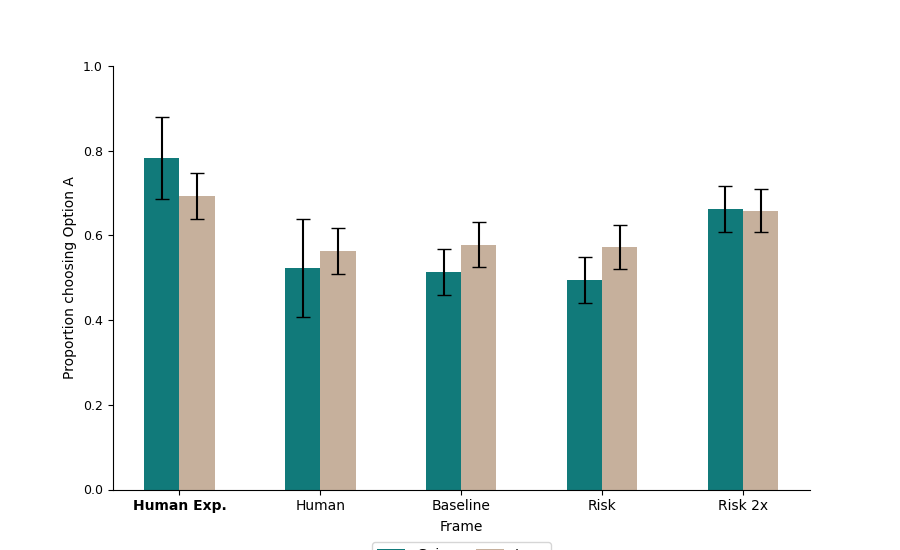 1.0
0.8
0.6
0.4
0.2
0.0
Proportion choosing Option A
Human Exp. Human Baseline Risk Risk 2x
Frame